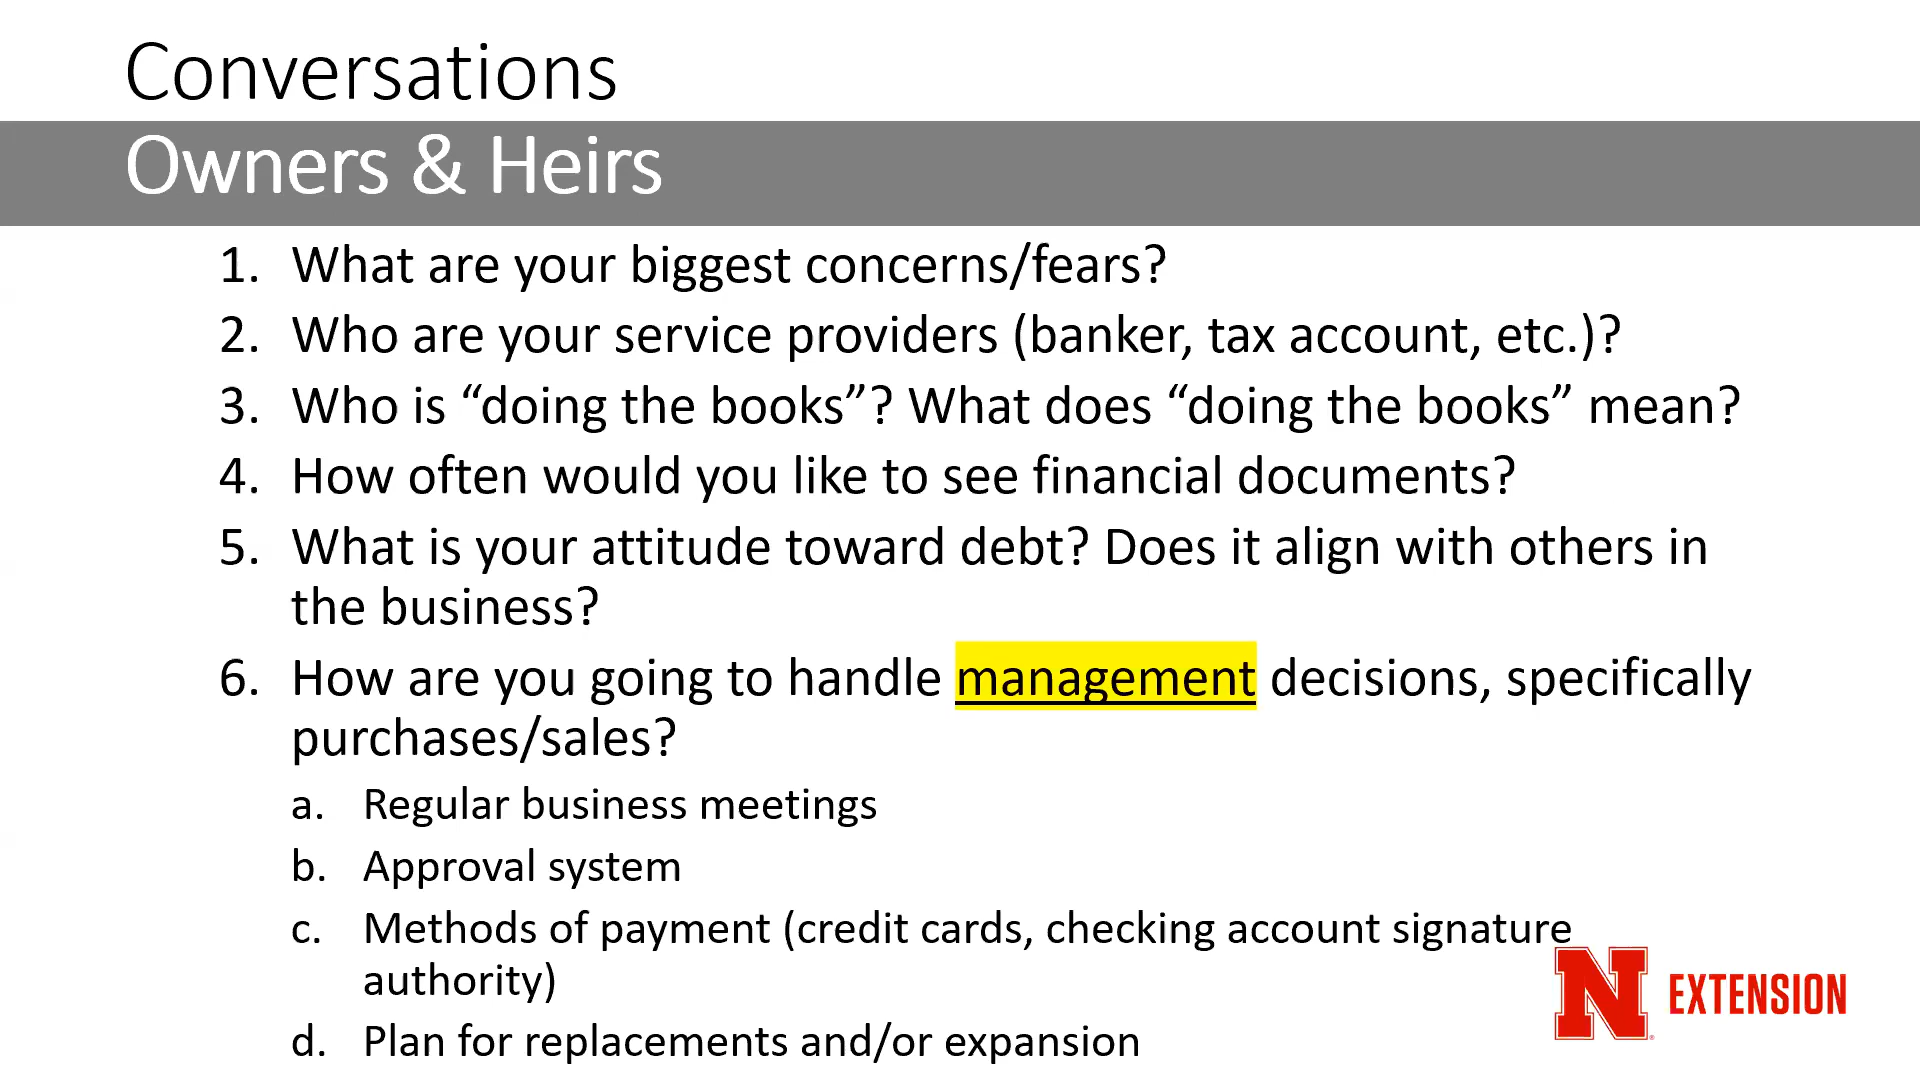 Conversations
Owners & Heirs
1. What are your biggest concerns/fears?
2. Who are your service providers (banker, tax account, etc.)?
3. Who is “doing the books”? What does “doing the books” mean?
4. How often would you like to see financial documents?
5. What is your attitude toward debt? Does it align with others in
the business?
6. How are you going to handle management decisions, specifically
purchases/sales?
a. Regular business meetings
b. Approval system
c. Methods of payment (credit cards, checking account signature
authority)
d. Plan for replacements and/or expansion
N EXTENSION